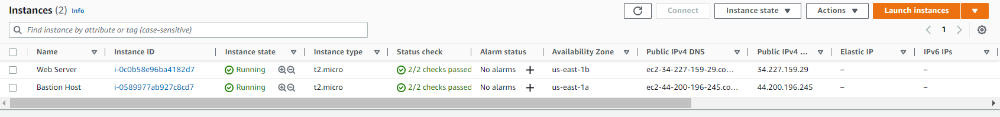 Instances (2) Info Connect Instance state Actions Launch instances
Find instance by attribute or tag (case-sensitive) 1
Name Instance ID Instance state Instance type Status check Alarm status Availability Zone Public IPv4 DNS Public IPv4 ... Elastic IP IPv6 IPs
Web Server i-0c0b58e96ba4182d7 Running t2.micro 2/2 checks passed No alarms + us-east-1b ec2-34-227-159-29.co... 34.227.159.29 – –
Bastion Host i-0589977ab927c8cd7 Running t2.micro 2/2 checks passed No alarms + us-east-1a ec2-44-200-196-245.co... 44.200.196.245 – –